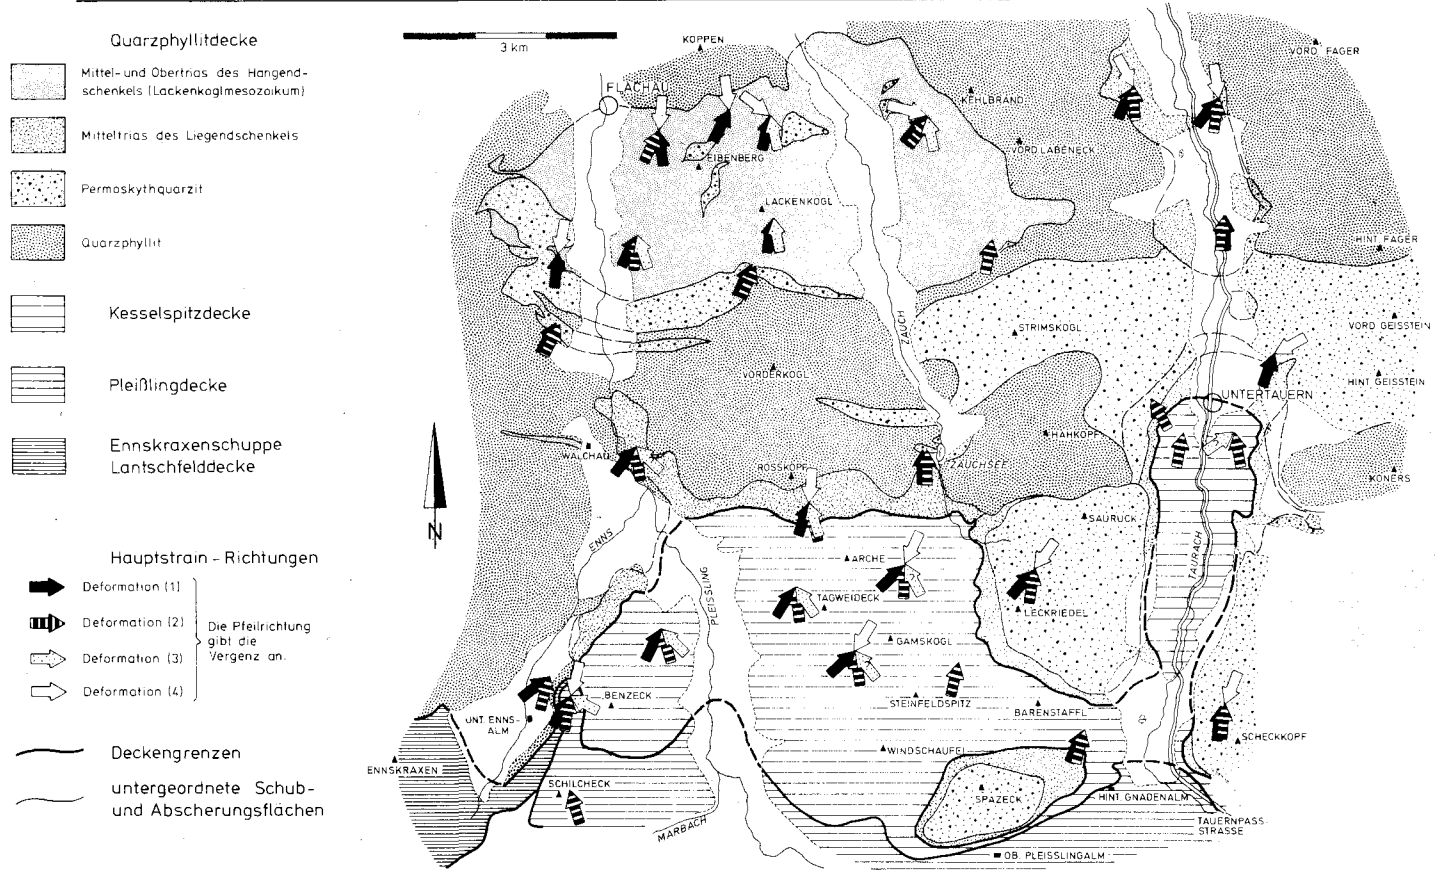 Quarzphyllitdecke
Mittel- und Obertrias des Hangend-
schenkels (Lackenkoglmesozoikum)
Mitteltrias des Liegendschenkels
Permoskythquarzit
Quarzphyllit
Kesselspitzdecke
Pleißlingdecke
Ennskraxenschuppe
Lantschfelddecke
Hauptstrain-Richtungen
Deformation (1)
Deformation (2)
Deformation (3)
Deformation (4)
Die Pfeilrichtung
gibt die
Vergenz an.
Deckengrenzen
untergeordnete Schub-
und Abscherungsflächen
3 km
N
KOPPEN
VORD. FAGER
FLACHAU
KEHLBRAND
VORD. LABENECK
EIBENBERG
LACKENKOGL
HINT. FAGER
ZAUCH
STRIMSKOGL
VORD. GEISSTEIN
VORDERKOGL
HINT. GEISSTEIN
UNTERTAUERN
HAHKOPF
WALCHAU
ROSSKOPF
ZAUCHSEE
KÖNERS
SAURUCK
ENNS
ARCHE
TAURACH
PLEISSLING
TAGWEIDECK
LECKRIEDEL
GAMSKOGL
BENZECK
STEINFELDSPITZ
BÄRENSTAFFL
UNT. ENNS-
ALM
SCHECKKOPF
WINDSCHAUFEL
ENNSKRAXEN
SCHILCHECK
SPAZECK
HINT. GNADENALM
TAUERNPASS-
STRASSE
MARBACH
OB. PLEISSLINGALM